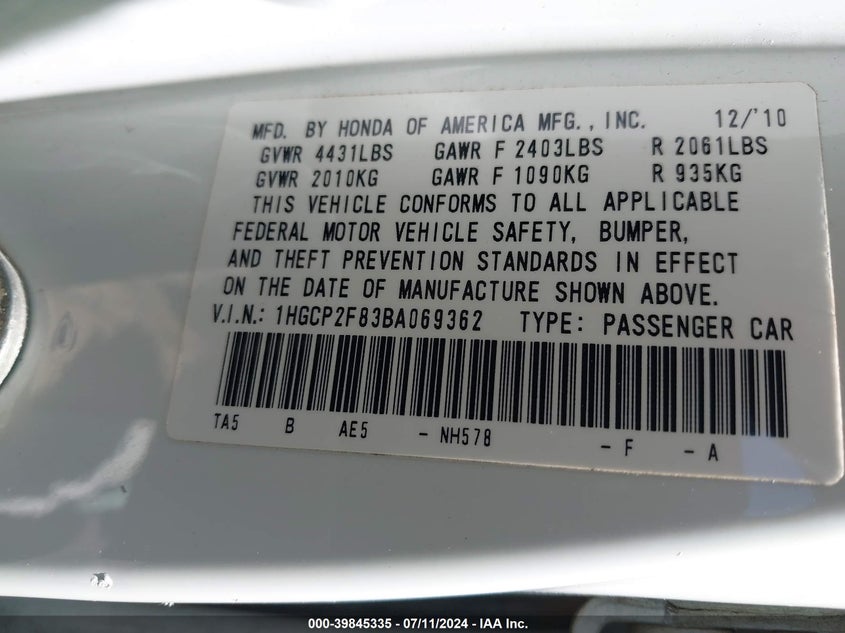 MFD. BY HONDA OF AMERICA MFG., INC. 12/'10
GVWR 4431LBS GAWR F 2403LBS R 2061LBS
GVWR 2010KG GAWR F 1090KG R 935KG
THIS VEHICLE CONFORMS TO ALL APPLICABLE
FEDERAL MOTOR VEHICLE SAFETY, BUMPER,
AND THEFT PREVENTION STANDARDS IN EFFECT
ON THE DATE OF MANUFACTURE SHOWN ABOVE.
V.I.N.: 1HGCP2F83BA069362 TYPE: PASSENGER CAR
TA5 B AE5 - NH578 - F - A
000-39845335 - 07/11/2024 - IAA Inc.